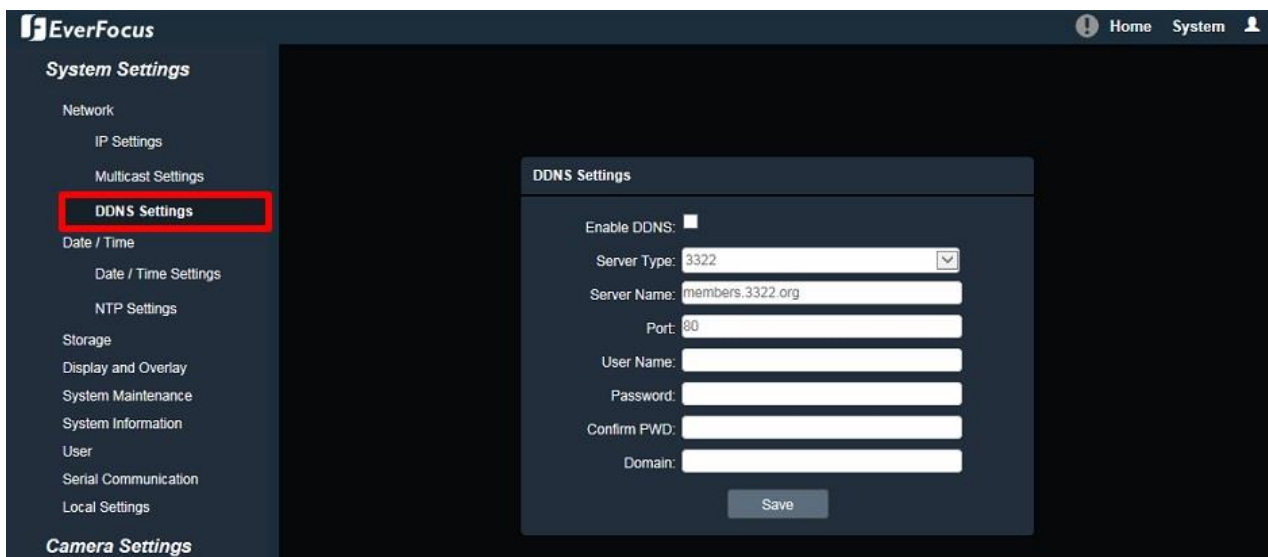 EverFocus
Home System
System Settings
Network
IP Settings
Multicast Settings
DDNS Settings
Date / Time
Date / Time Settings
NTP Settings
Storage
Display and Overlay
System Maintenance
System Information
User
Serial Communication
Local Settings
Camera Settings
DDNS Settings
Enable DDNS:
Server Type: 3322
Server Name: members.3322.org
Port: 80
User Name:
Password:
Confirm PWD:
Domain:
Save